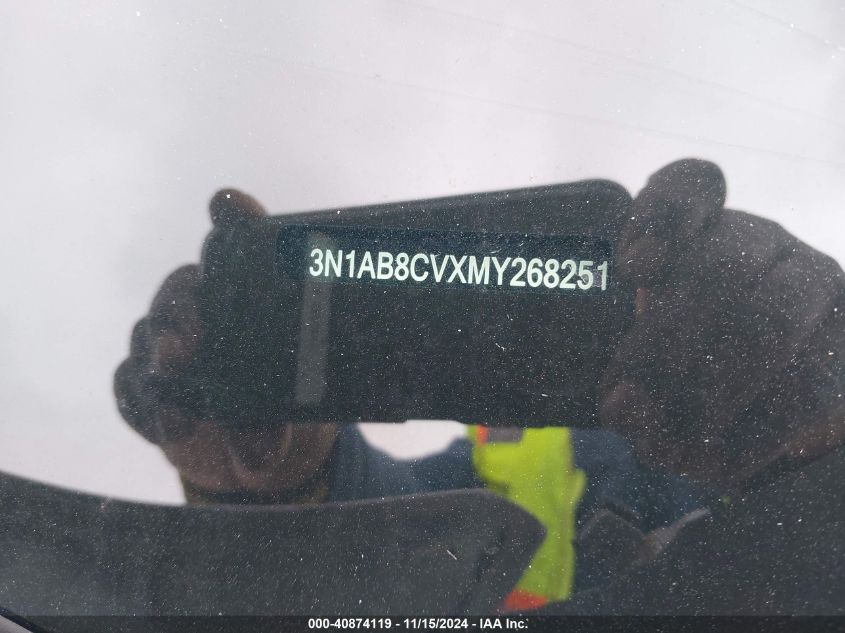 3N1AB8CVXMY268251
000-40874119 - 11/15/2024 - IAA Inc.